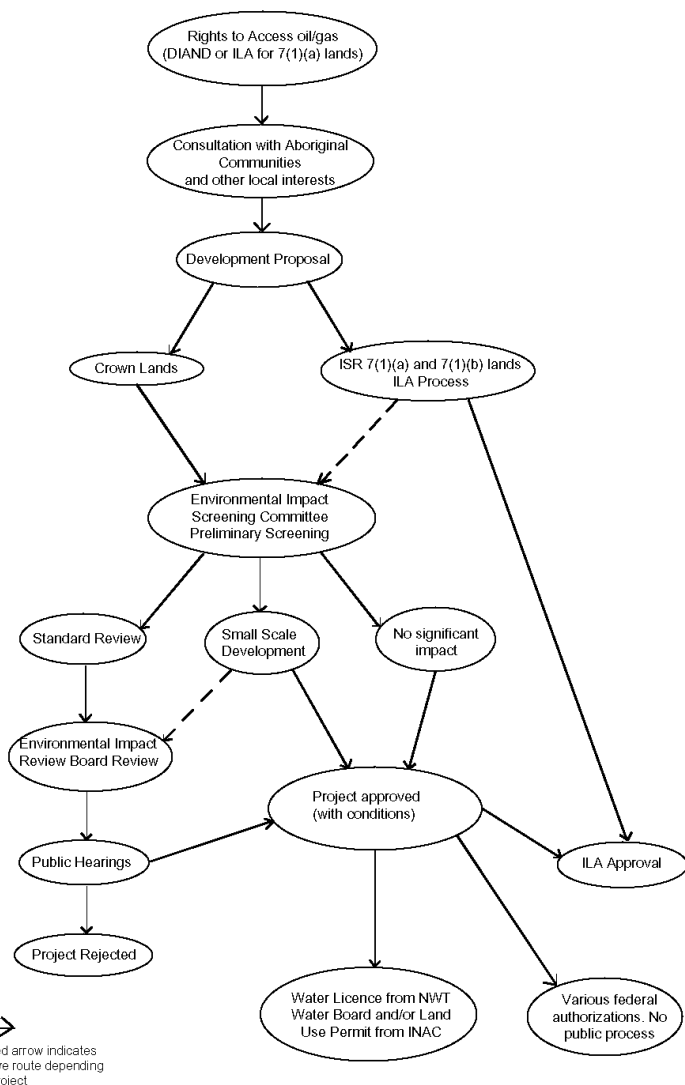 Rights to Access oil/gas
(DIAND or ILA for 7(1)(a) lands)
Consultation with Aboriginal
Communities
and other local interests
Development Proposal
Crown Lands
ISR 7(1)(a) and 7(1)(b) lands
ILA Process
Environmental Impact
Screening Committee
Preliminary Screening
Standard Review
Small Scale
Development
No significant
impact
Environmental Impact
Review Board Review
Project approved
(with conditions)
Public Hearings
ILA Approval
Project Rejected
Water Licence from NWT
Water Board and/or Land
Use Permit from INAC
Various federal
authorizations. No
public process
arrow indicates
route depending